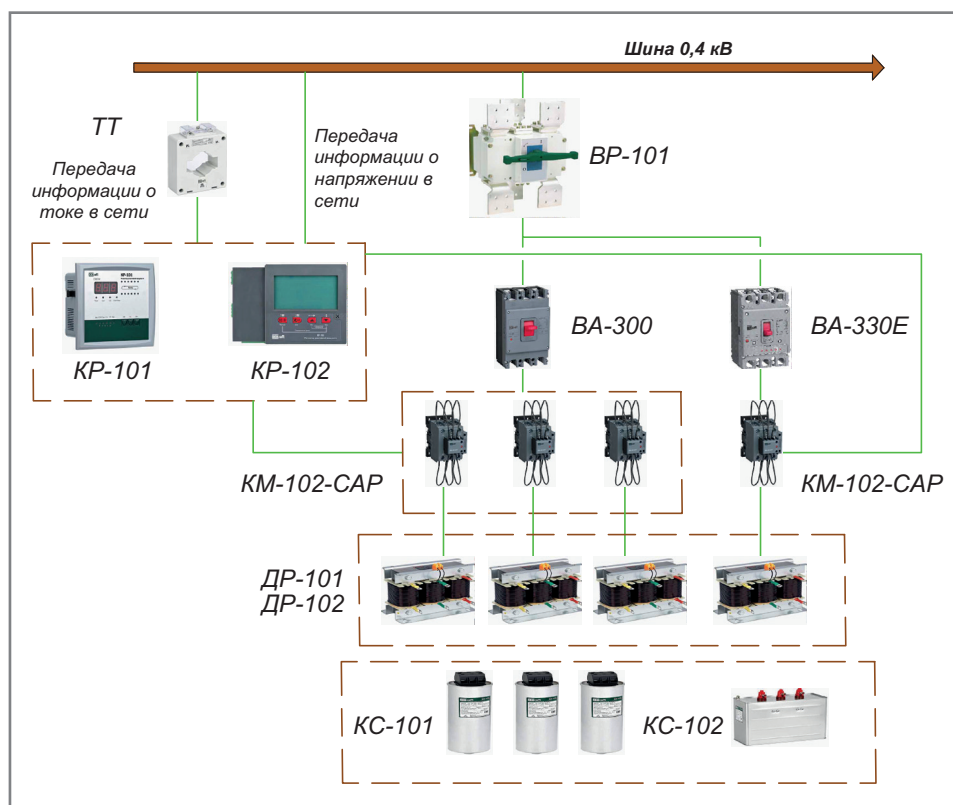 Шина 0,4 кВ
ТТ
Передача
информации о
токе в сети
Передача
информации о
напряжении в
сети
ВР-101
КР-101
КР-102
ВА-300
ВА-330Е
КМ-102-САР
КМ-102-САР
ДР-101
ДР-102
КС-101
КС-102